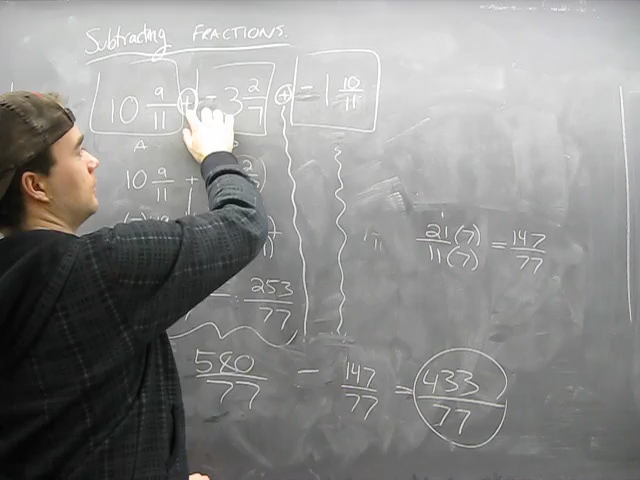 Subtracting FRACTIONS.
10 9/11 + - 3 2/7 + - 1 10/11
A
10 9/11 +
21(7)/11(7) = 147/77
= 253/77
580/77 - 147/77 = 433/77